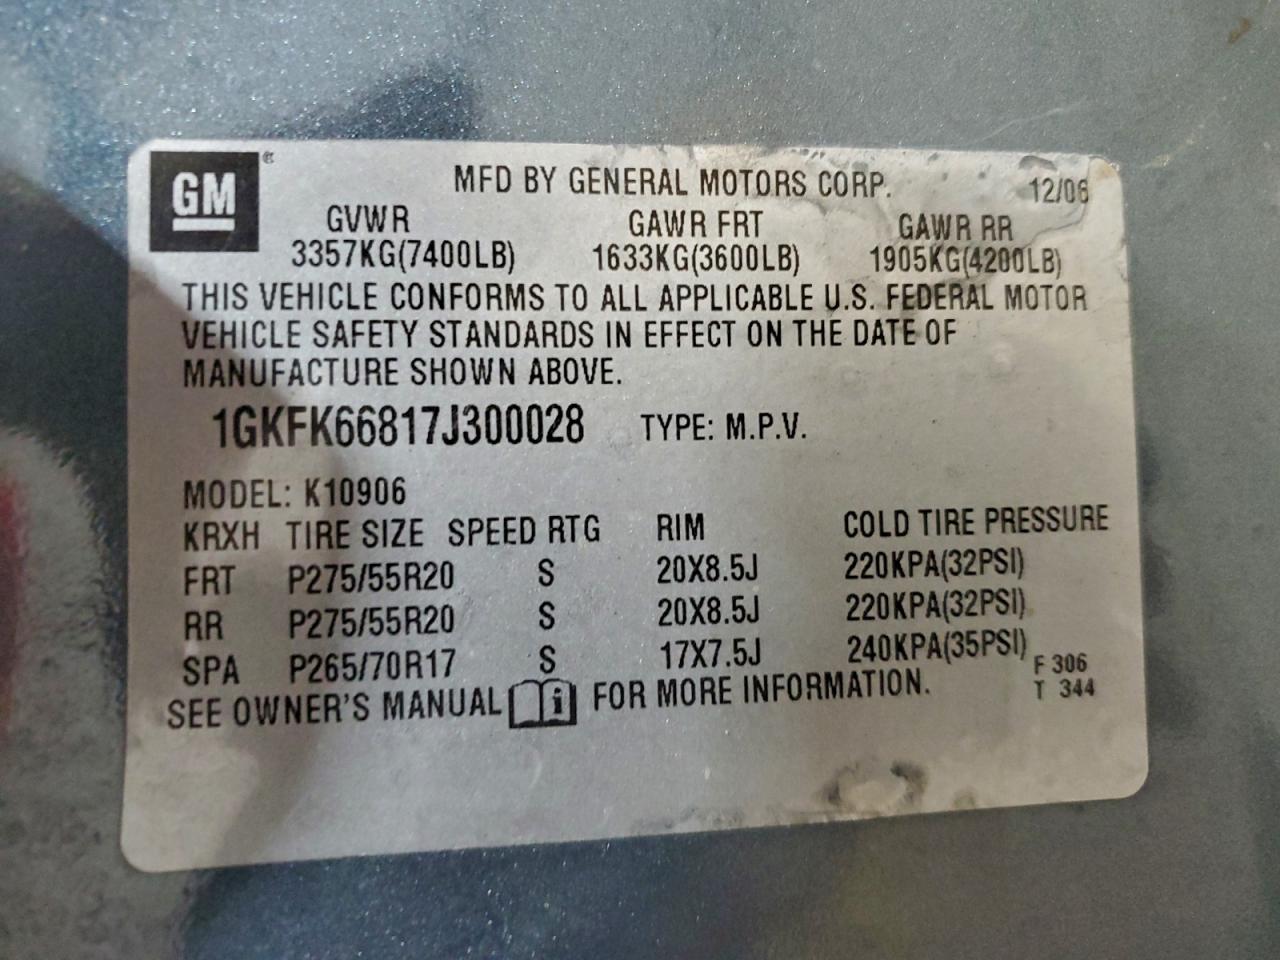 GM®
MFD BY GENERAL MOTORS CORP. 12/06
GVWR GAWR FRT GAWR RR
3357KG(7400LB) 1633KG(3600LB) 1905KG(4200LB)
THIS VEHICLE CONFORMS TO ALL APPLICABLE U.S. FEDERAL MOTOR
VEHICLE SAFETY STANDARDS IN EFFECT ON THE DATE OF
MANUFACTURE SHOWN ABOVE.
1GKFK66817J300028 TYPE: M.P.V.
MODEL: K10906
KRXH TIRE SIZE SPEED RTG RIM COLD TIRE PRESSURE
FRT P275/55R20 S 20X8.5J 220KPA(32PSI)
RR P275/55R20 S 20X8.5J 220KPA(32PSI)
SPA P265/70R17 S 17X7.5J 240KPA(35PSI)
F 306
SEE OWNER'S MANUAL i FOR MORE INFORMATION.
T 344